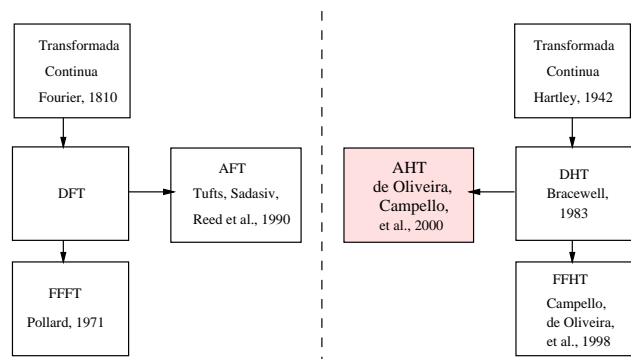 Transformada
Continua
Fourier, 1810
DFT
AFT
Tufts, Sadasiv,
Reed et al., 1990
FFFT
Pollard, 1971
Transformada
Continua
Hartley, 1942
AHT
de Oliveira,
Campello,
et al., 2000
DHT
Bracewell,
1983
FFHT
Campello,
de Oliveira,
et al., 1998